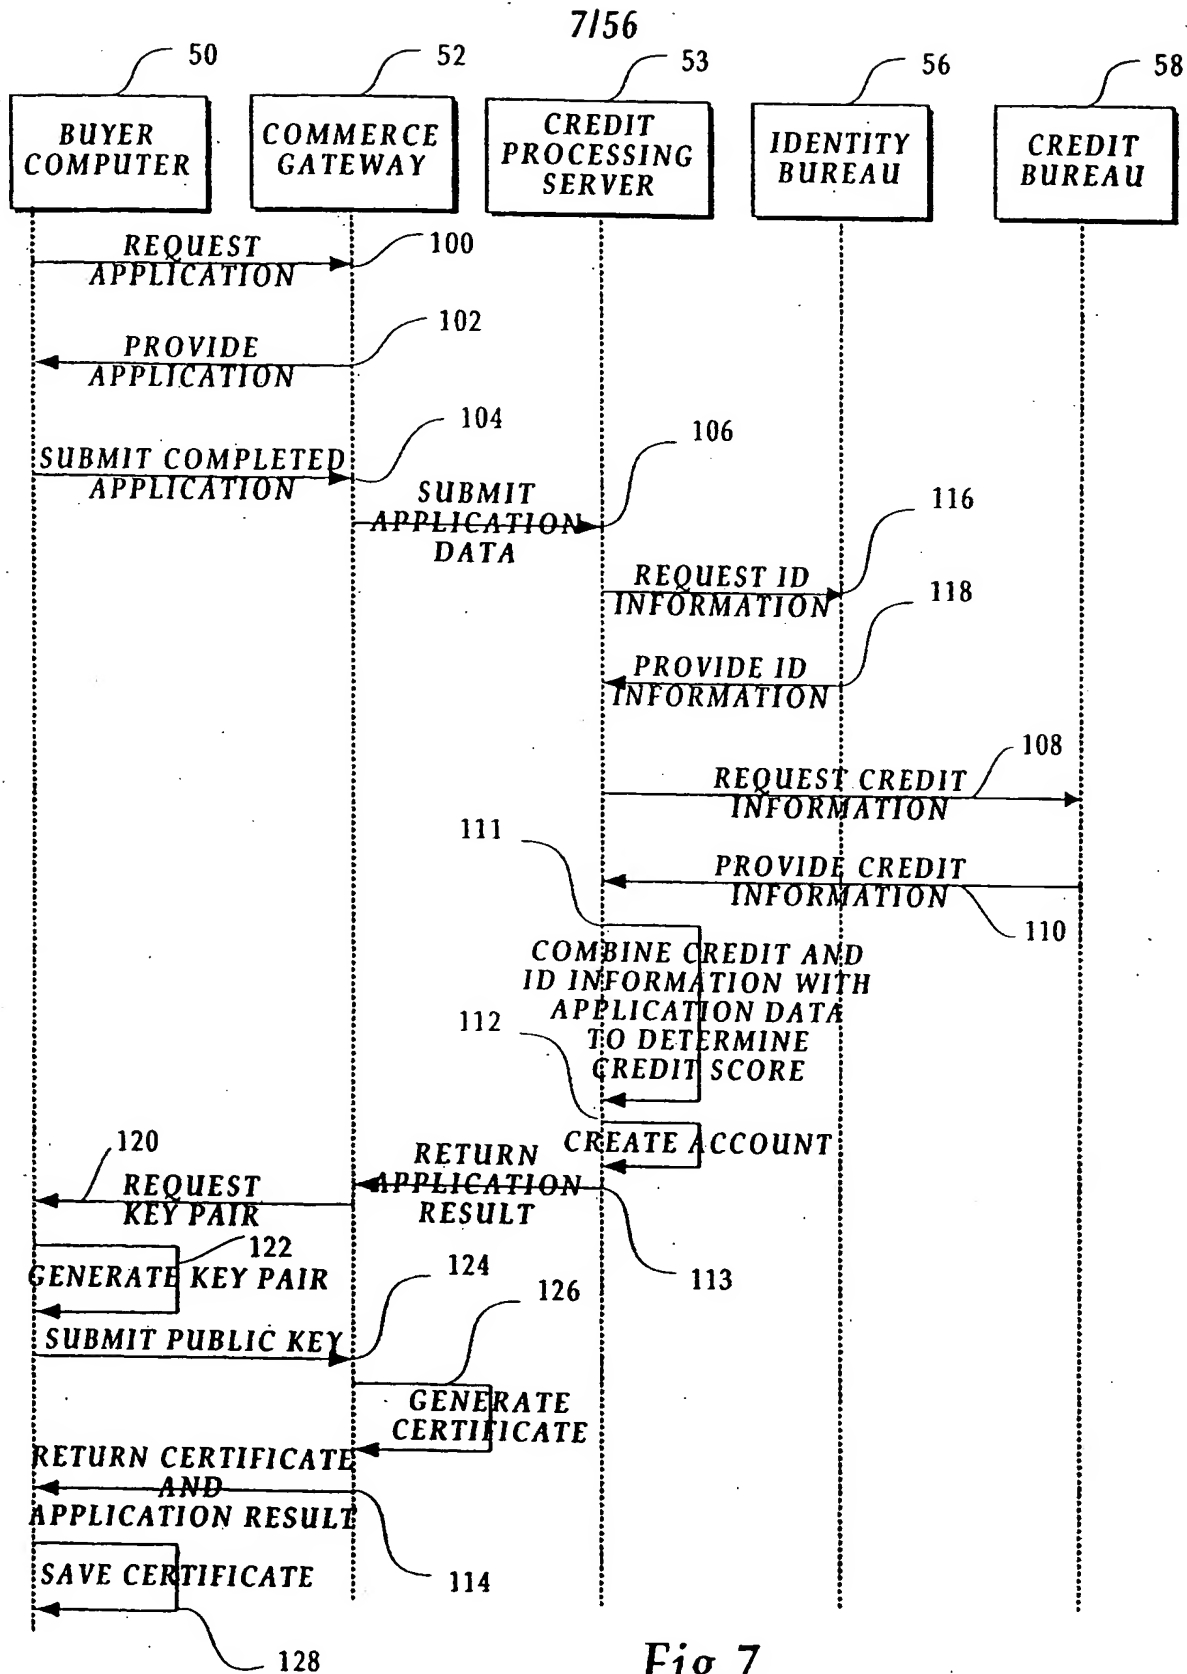 7/56
50
52
53
56
58
BUYER
COMPUTER
COMMERCE
GATEWAY
CREDIT
PROCESSING
SERVER
IDENTITY
BUREAU
CREDIT
BUREAU
REQUEST
APPLICATION
100
PROVIDE
APPLICATION
102
SUBMIT COMPLETED
APPLICATION
104
SUBMIT
APPLICATION
DATA
106
REQUEST ID
INFORMATION
116
PROVIDE ID
INFORMATION
118
REQUEST CREDIT
INFORMATION
108
PROVIDE CREDIT
INFORMATION
110
111
COMBINE CREDIT AND
ID INFORMATION WITH
APPLICATION DATA
TO DETERMINE
CREDIT SCORE
112
CREATE ACCOUNT
RETURN
APPLICATION
RESULT
113
120
REQUEST
KEY PAIR
122
GENERATE KEY PAIR
124
SUBMIT PUBLIC KEY
126
GENERATE
CERTIFICATE
RETURN CERTIFICATE
AND
APPLICATION RESULT
114
SAVE CERTIFICATE
128
Fig. 7